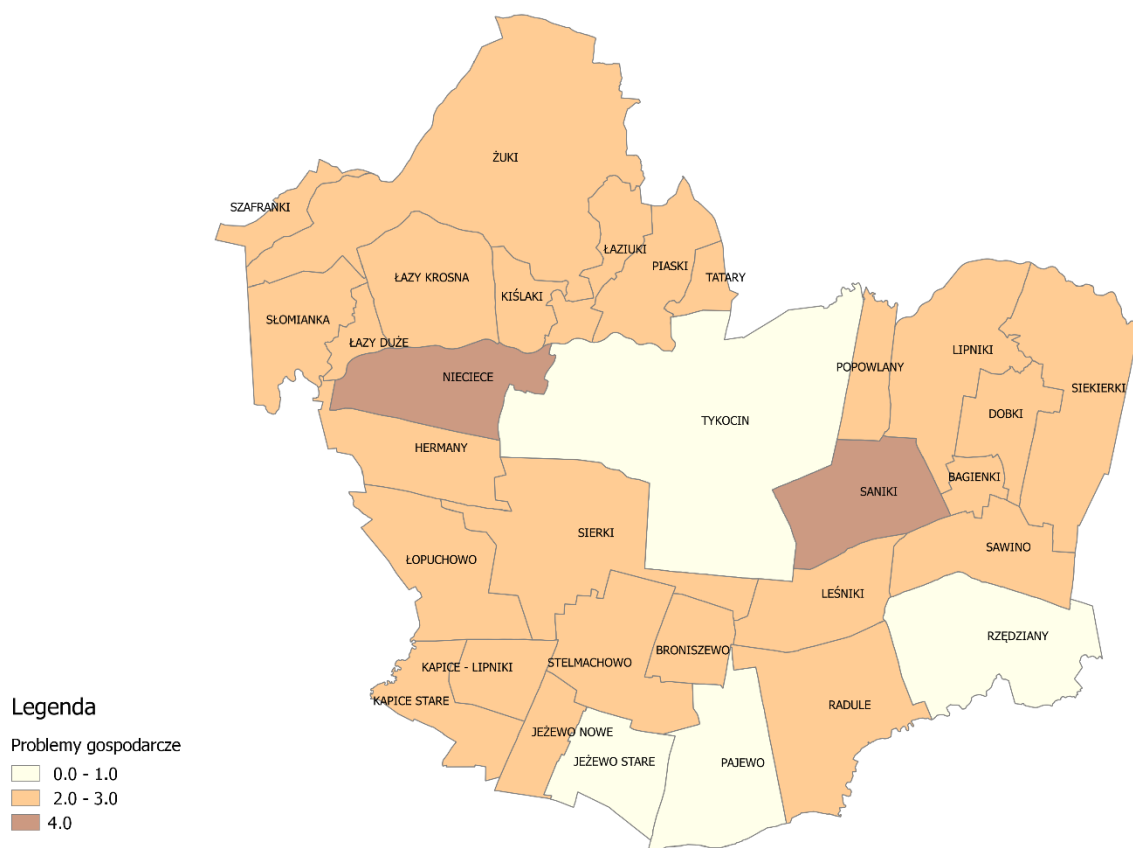 ŻUKI
SZAFRAŃKI
ŁAZIUKI
PIASKI
TATARY
ŁAZY KROSNA
KIŚLAKI
SŁOMIANKA
ŁAZY DUŻE
NIECIECE
LIPNIKI
POPOWLANY
SIEKIERKI
DOBKI
TYKOCIN
HERMANY
BAGIENKI
SANIKI
SIERKI
SAWINO
ŁOPUCHOWO
LEŚNIKI
RZĘDZIANY
BRONISZEWO
STELMACHOWO
KAPICE - LIPNIKI
KAPICE STARE
RADULE
JEŻEWO NOWE
JEŻEWO STARE
PAJEWO
Legenda
Problemy gospodarcze
0.0 - 1.0
2.0 - 3.0
4.0